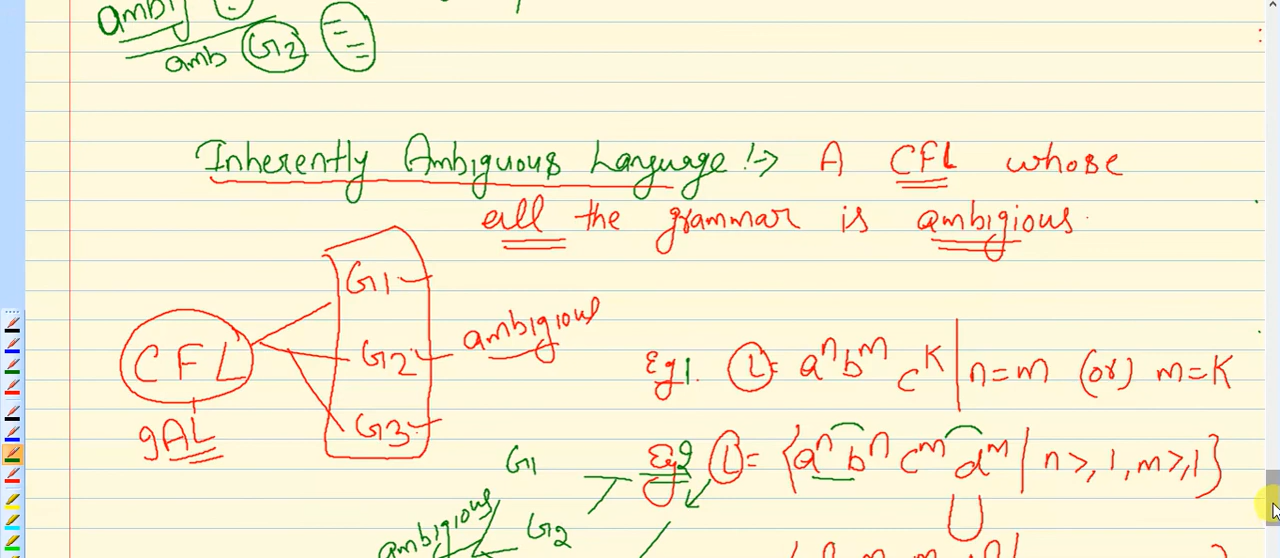 ambig
amb G2
Inherently Ambiguous Language :-> A CFL whose
all the grammar is ambigious.
G1
CFL G2 ambigious
Eg1. L = a^n b^m c^K | n=m (or) m=K
G3
IAL
Eg2 L = {a^n b^n c^m d^m | n>,1, m>,1}
G1
ambigious G2
U